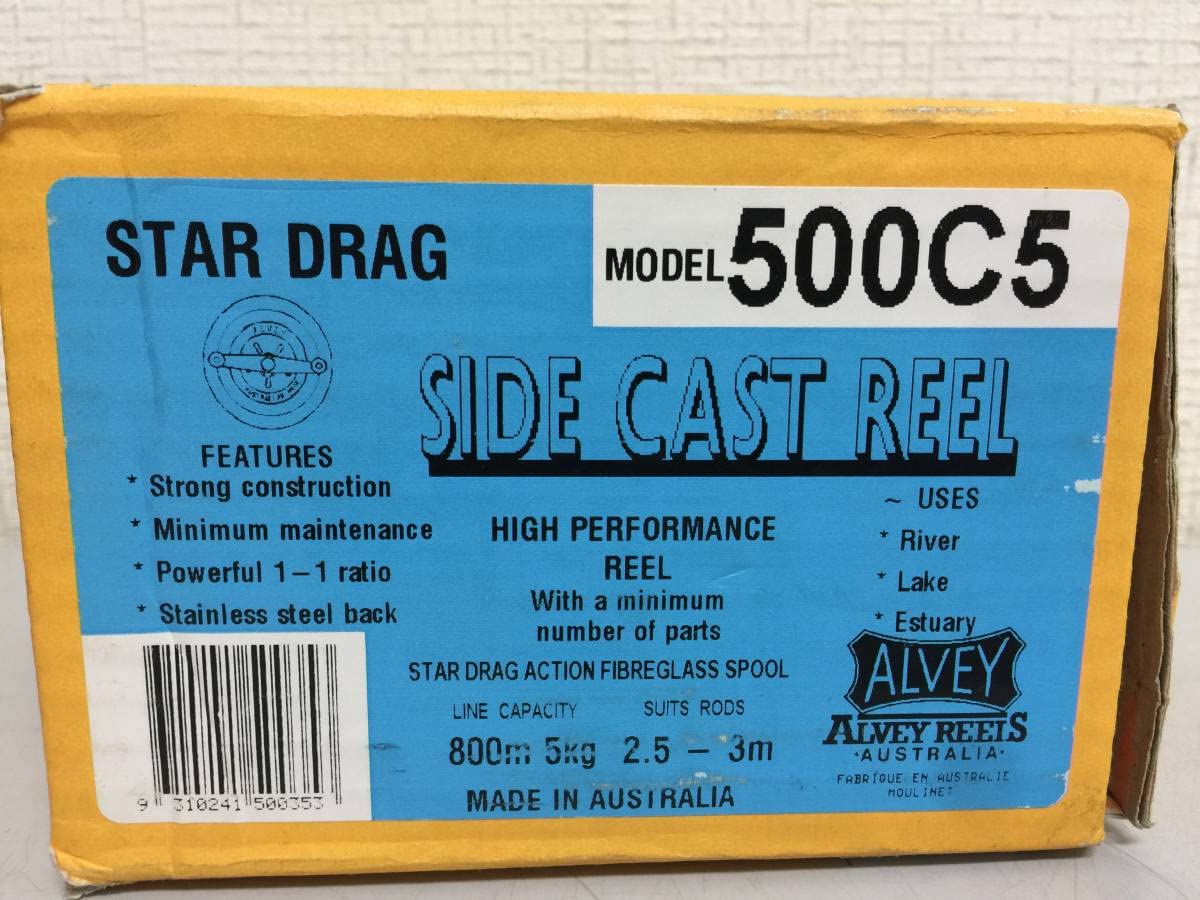 STAR DRAG
MODEL 500C5
ALVEY
SIDE CAST REEL
FEATURES
* Strong construction
* Minimum maintenance
* Powerful 1-1 ratio
* Stainless steel back
HIGH PERFORMANCE
REEL
With a minimum
number of parts
~ USES
* River
* Lake
* Estuary
STAR DRAG ACTION FIBREGLASS SPOOL
LINE CAPACITY SUITS RODS
800m 5kg 2.5 - 3m
MADE IN AUSTRALIA
ALVEY
ALVEY REELS
·AUSTRALIA·
FABRIQUE EN AUSTRALIE
MOULINET
9 310241 500353